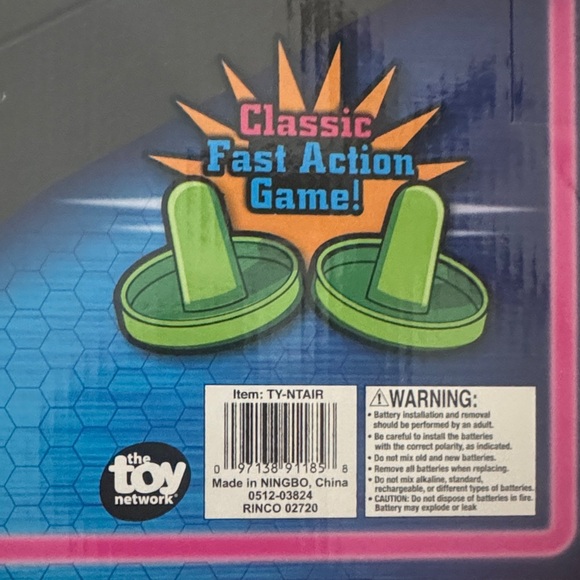 Classic
Fast Action
Game!
the
toy
network
Item: TY-NTAIR
0 97138 91185 8
Made in NINGBO, China
0512-03824
RINCO 02720
⚠WARNING:
• Battery installation and removal
should be performed by an adult.
• Be careful to install the batteries
with the correct polarity, as indicated.
• Do not mix old and new batteries.
• Remove all batteries when replacing.
• Do not mix alkaline, standard,
rechargeable, or different types of batteries.
• CAUTION: Do not dispose of batteries in fire.
Battery may explode or leak